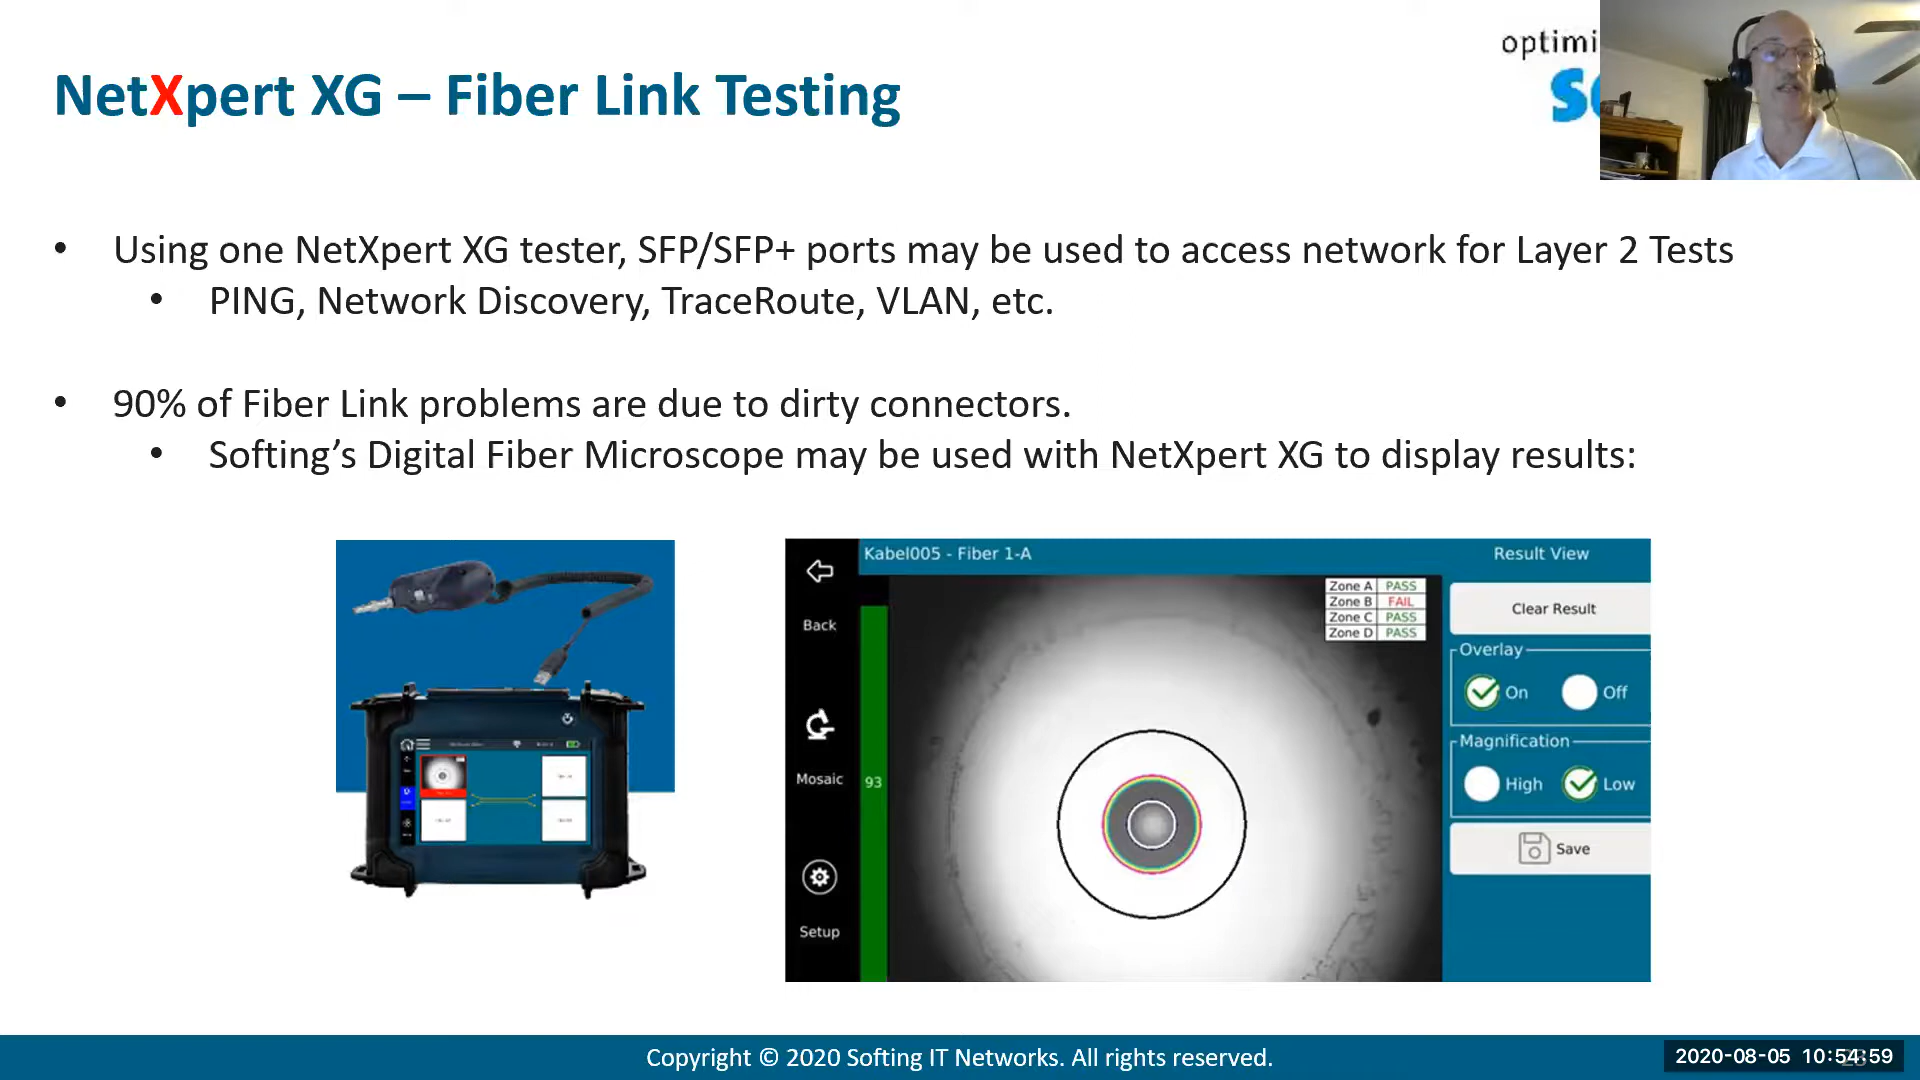 optimi
NetXpert XG – Fiber Link Testing
• Using one NetXpert XG tester, SFP/SFP+ ports may be used to access network for Layer 2 Tests
• PING, Network Discovery, TraceRoute, VLAN, etc.
• 90% of Fiber Link problems are due to dirty connectors.
• Softing’s Digital Fiber Microscope may be used with NetXpert XG to display results:
Kabel005 - Fiber 1-A
Result View
Back
Mosaic
Setup
93
Zone A PASS
Zone B FAIL
Zone C PASS
Zone D PASS
Clear Result
Overlay
On Off
Magnification
High Low
Save
Copyright © 2020 Softing IT Networks. All rights reserved.
2020-08-05 10:54:59